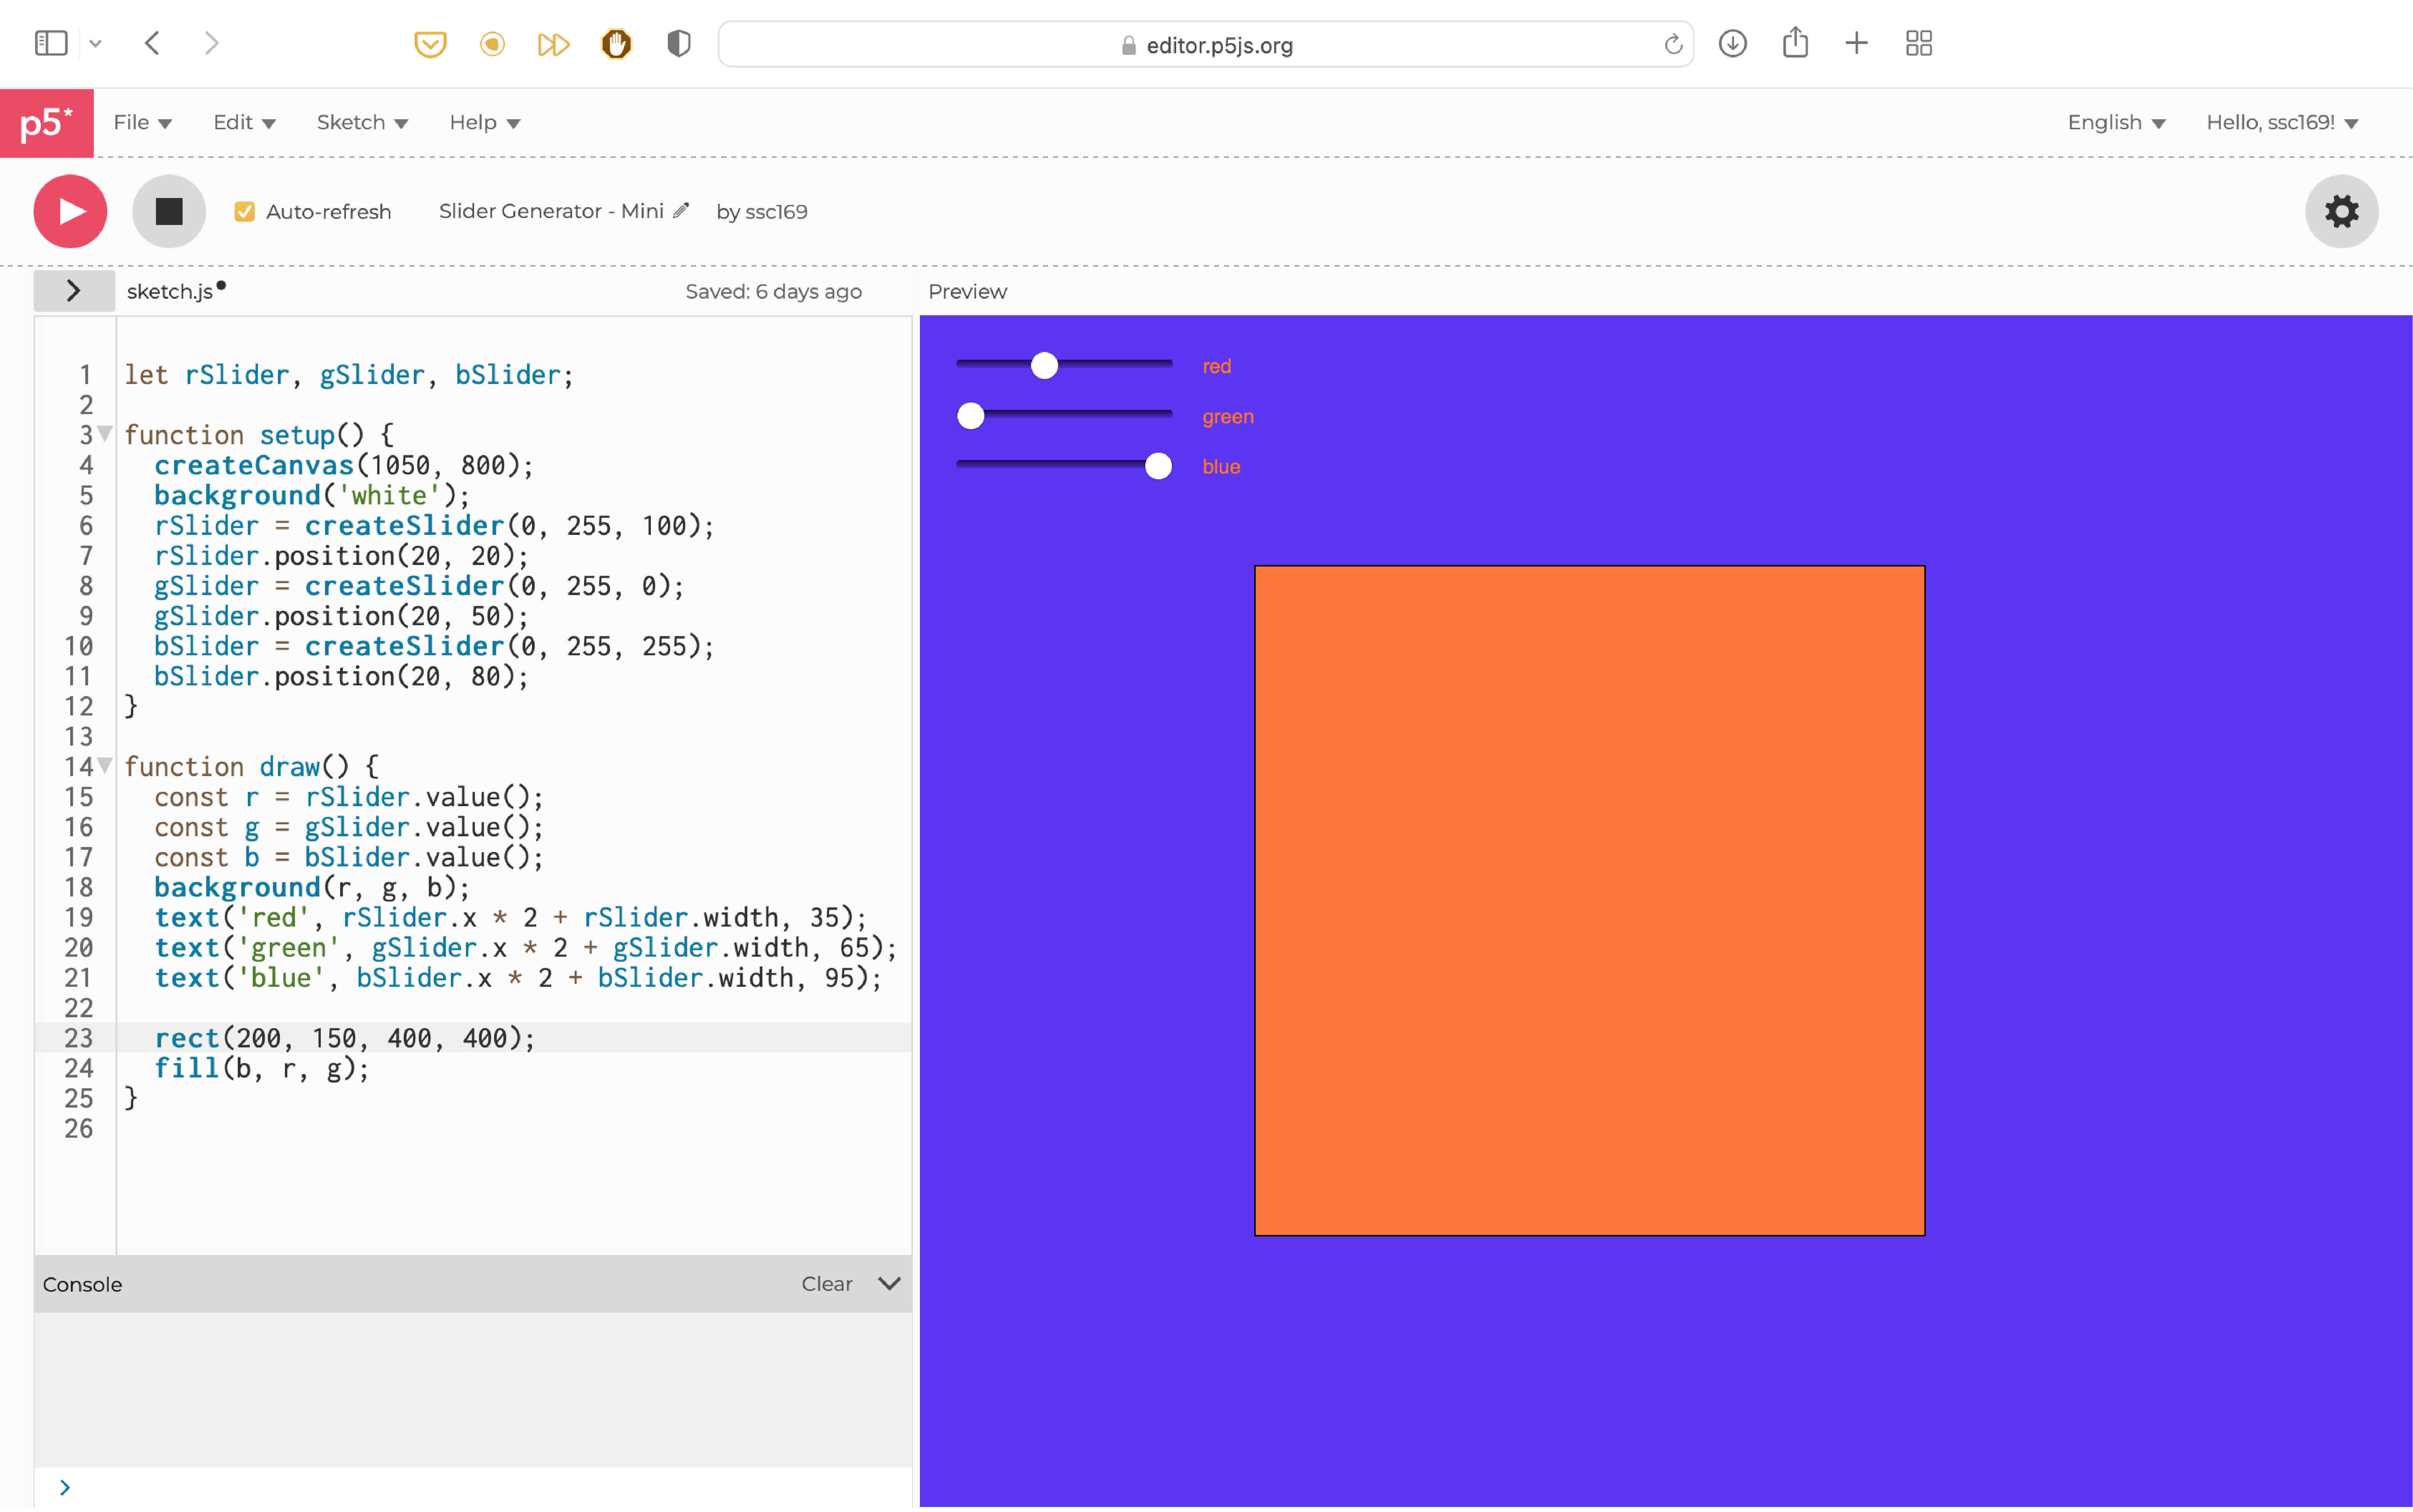 editor.p5js.org
p5* File Edit Sketch Help English Hello, ssc169!
Auto-refresh Slider Generator - Mini by ssc169
sketch.js Saved: 6 days ago Preview
1 let rSlider, gSlider, bSlider;
2
3 function setup() {
4 createCanvas(1050, 800);
5 background('white');
6 rSlider = createSlider(0, 255, 100);
7 rSlider.position(20, 20);
8 gSlider = createSlider(0, 255, 0);
9 gSlider.position(20, 50);
10 bSlider = createSlider(0, 255, 255);
11 bSlider.position(20, 80);
12 }
13
14 function draw() {
15 const r = rSlider.value();
16 const g = gSlider.value();
17 const b = bSlider.value();
18 background(r, g, b);
19 text('red', rSlider.x * 2 + rSlider.width, 35);
20 text('green', gSlider.x * 2 + gSlider.width, 65);
21 text('blue', bSlider.x * 2 + bSlider.width, 95);
22
23 rect(200, 150, 400, 400);
24 fill(b, r, g);
25 }
26
Console Clear
>
red
green
blue